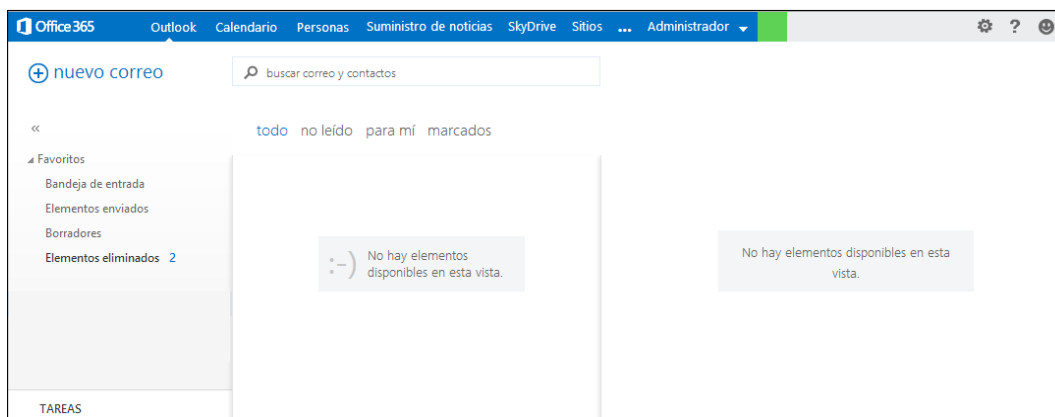 Office 365 Outlook Calendario Personas Suministro de noticias SkyDrive Sitios ... Administrador ?
nuevo correo
buscar correo y contactos
«
todo no leído para mí marcados
Favoritos
Bandeja de entrada
Elementos enviados
Borradores
Elementos eliminados 2
:-) No hay elementos
disponibles en esta vista.
No hay elementos disponibles en esta
vista.
TAREAS